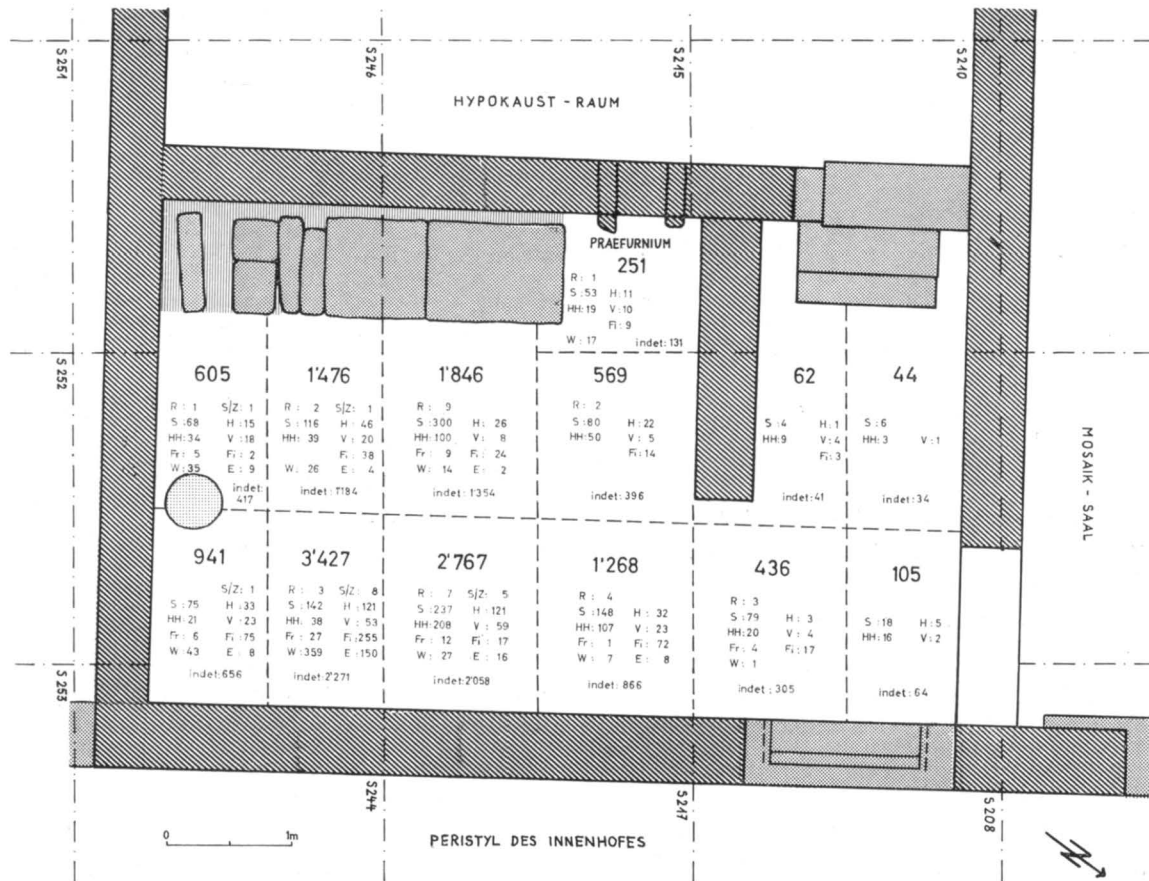 S 251
S 246
S 215
S 210
HYPOKAUST - RAUM
PRAEFURNIUM
251
R : 1
S :53 H:11
HH:19 V:10
Fi: 9
W : 17 indet: 131
S 252
605
R : 1 S/Z: 1
S :68 H :15
HH:34 V :18
Fr : 5 Fi: 2
W :35 E : 9
indet:
417
1'476
R : 2 S/Z: 1
S :116 H : 46
HH: 39 V : 20
Fi : 38
W : 26 E : 4
indet: 1'184
1'846
R : 9
S :300 H : 26
HH:100 V : 8
Fr : 9 Fi : 24
W : 14 E : 2
indet: 1'354
569
R : 2
S :80 H :22
HH:50 V : 5
Fi :14
indet: 396
62
S :4 H : 1
HH:9 V : 4
Fi : 3
indet: 41
44
S : 6
HH: 3 V : 1
indet: 34
MOSAIK - SAAL
941
S/Z: 1
S :75 H :33
HH:21 V :23
Fr : 6 Fi :75
W :43 E : 8
indet:656
3'427
R : 3 S/Z: 8
S :142 H :121
HH: 38 V : 53
Fr : 27 Fi :255
W :359 E :150
indet:2'271
2'767
R : 7 S/Z: 5
S :237 H :121
HH:208 V : 59
Fr : 12 Fi : 17
W : 27 E : 16
indet:2'058
1'268
R : 4
S :148 H : 32
HH:107 V : 23
Fr : 1 Fi : 72
W : 7 E : 8
indet: 866
436
R : 3
S :79 H : 3
HH:20 V : 4
Fr : 4 Fi :17
W : 1
indet : 305
105
S :18 H : 5
HH:16 V : 2
indet : 64
S 253
S 244
S 217
S 208
0 1m
PERISTYL DES INNENHOFES
N